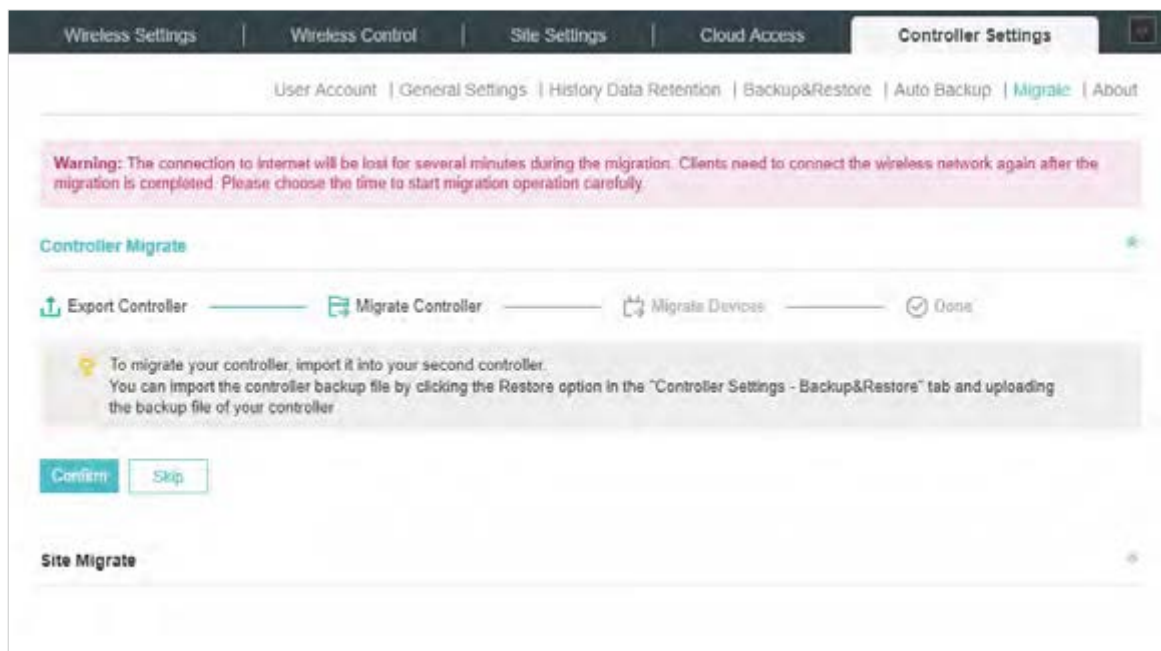 Wireless Settings | Wireless Control | Site Settings | Cloud Access Controller Settings
User Account | General Settings | History Data Retention | Backup&Restore | Auto Backup | Migrate | About
Warning: The connection to internet will be lost for several minutes during the migration. Clients need to connect the wireless network again after the
migration is completed. Please choose the time to start migration operation carefully.
Controller Migrate
Export Controller Migrate Controller Migrate Devices Done
To migrate your controller, import it into your second controller.
You can import the controller backup file by clicking the Restore option in the "Controller Settings - Backup&Restore" tab and uploading
the backup file of your controller
Confirm Skip
Site Migrate